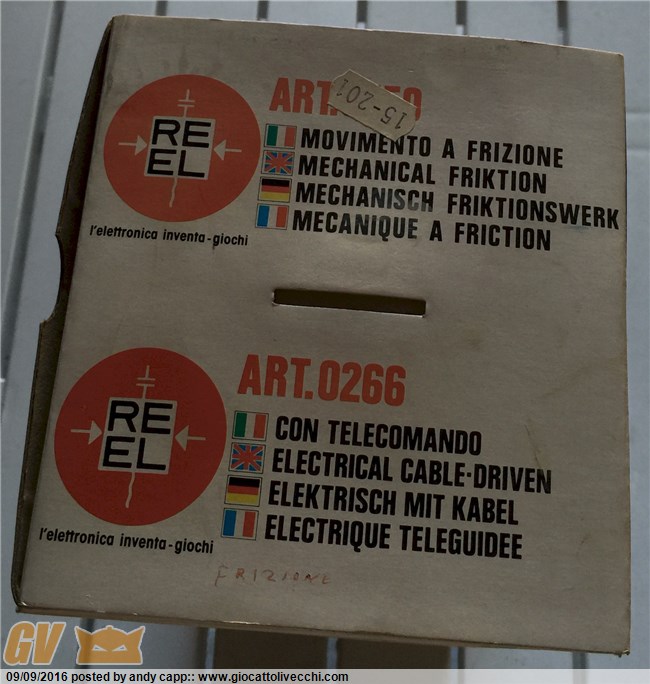 ART.
15-201
RE
EL
MOVIMENTO A FRIZIONE
MECHANICAL FRIKTION
MECHANISCH FRIKTIONSWERK
MECANIQUE A FRICTION
l'elettronica inventa-giochi
ART.0266
RE
EL
CON TELECOMANDO
ELECTRICAL CABLE-DRIVEN
ELEKTRISCH MIT KABEL
ELECTRIQUE TELEGUIDEE
l'elettronica inventa-giochi
FRIZIONE
GV
09/09/2016 posted by andy capp:: www.giocattolivecchi.com